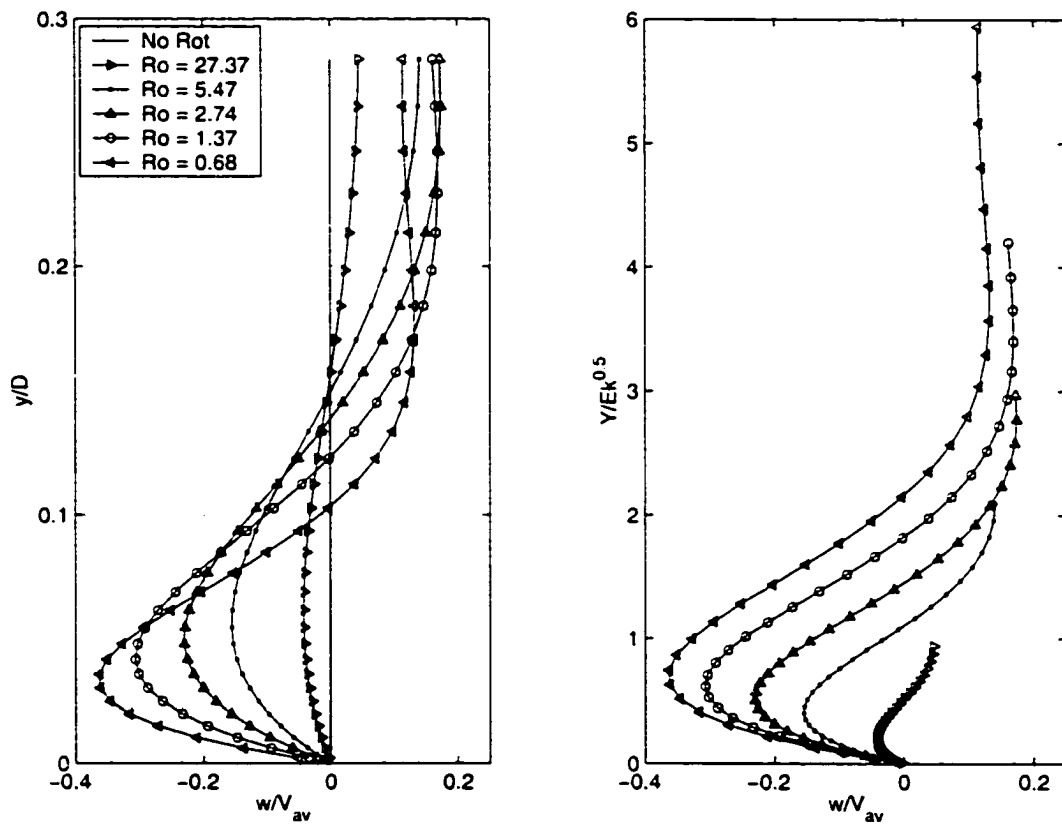 No Rot
Ro = 27.37
Ro = 5.47
Ro = 2.74
Ro = 1.37
Ro = 0.68
0.3
0.2
0.1
0
y/D
-0.4
-0.2
0
0.2
w/V_av
6
5
4
3
2
1
0
Y/Ek^0.5
-0.4
-0.2
0
0.2
w/V_av